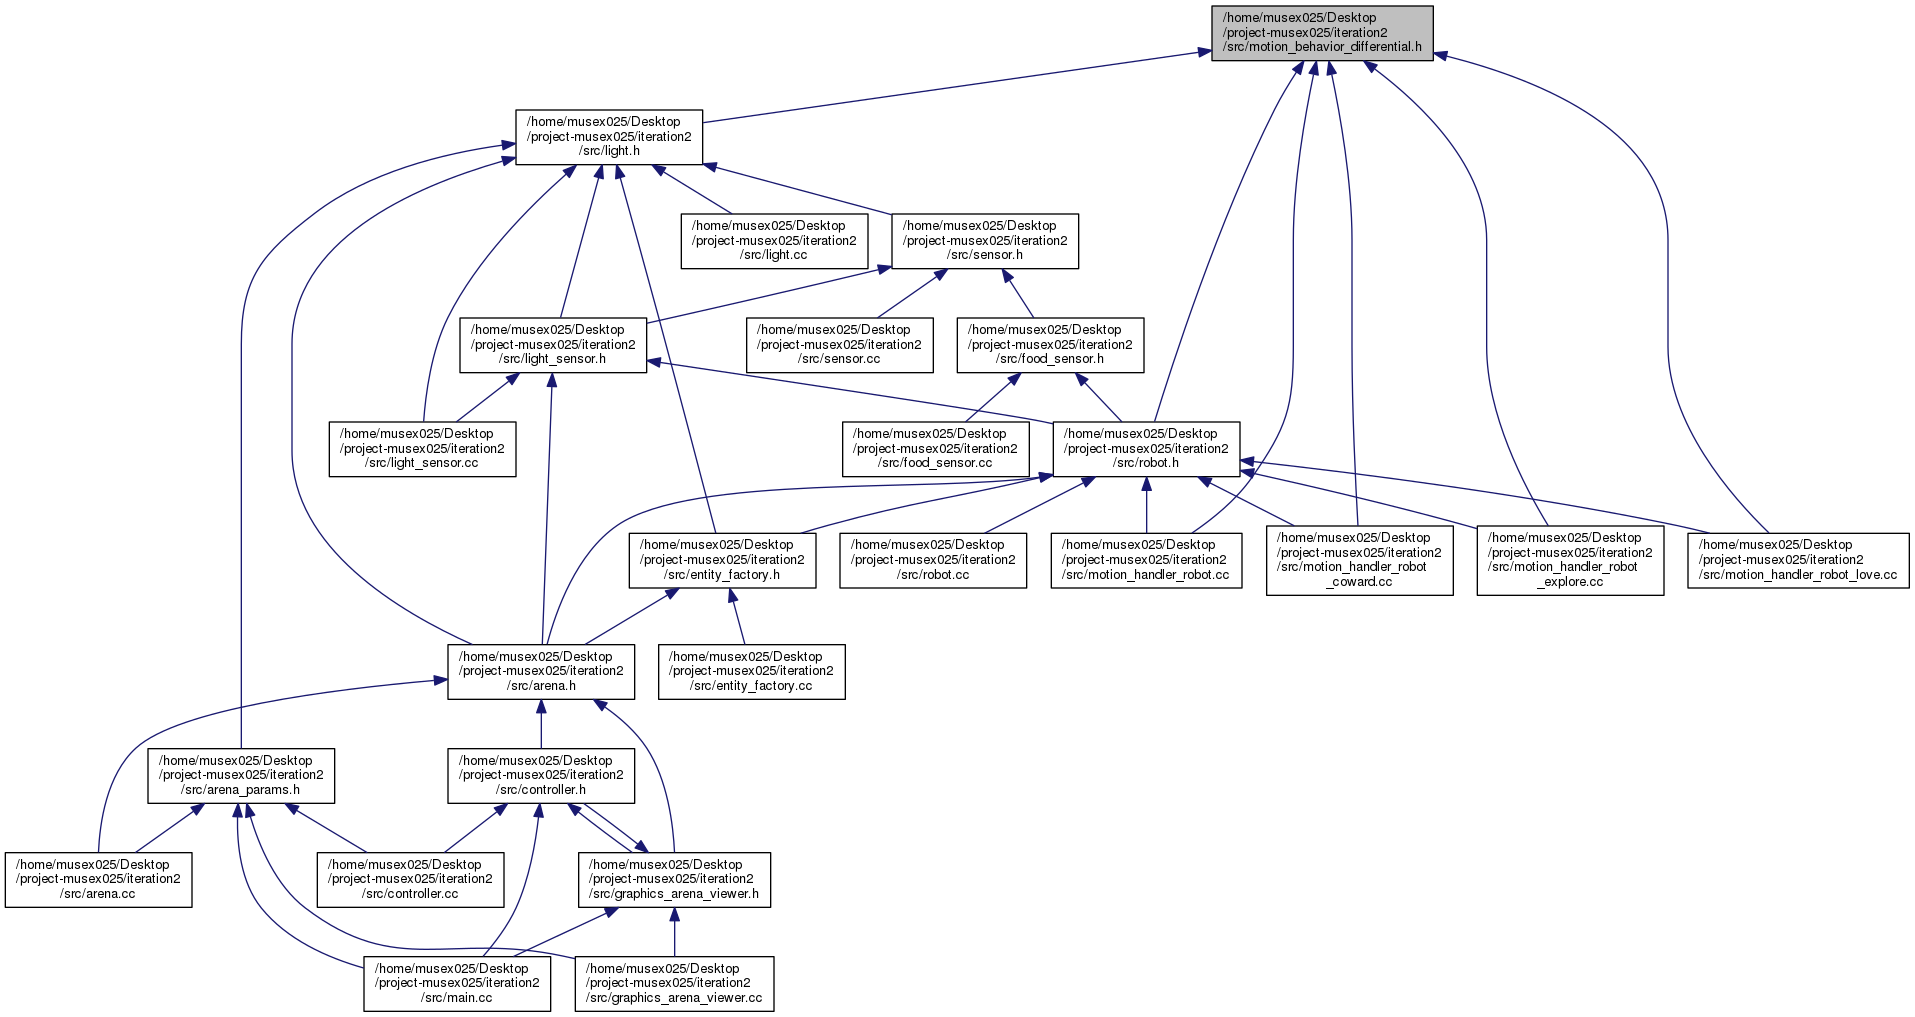 /home/musex025/Desktop
/project-musex025/iteration2
/src/motion_behavior_differential.h
/home/musex025/Desktop
/project-musex025/iteration2
/src/light.h
/home/musex025/Desktop
/project-musex025/iteration2
/src/light.cc
/home/musex025/Desktop
/project-musex025/iteration2
/src/sensor.h
/home/musex025/Desktop
/project-musex025/iteration2
/src/light_sensor.h
/home/musex025/Desktop
/project-musex025/iteration2
/src/sensor.cc
/home/musex025/Desktop
/project-musex025/iteration2
/src/food_sensor.h
/home/musex025/Desktop
/project-musex025/iteration2
/src/light_sensor.cc
/home/musex025/Desktop
/project-musex025/iteration2
/src/food_sensor.cc
/home/musex025/Desktop
/project-musex025/iteration2
/src/robot.h
/home/musex025/Desktop
/project-musex025/iteration2
/src/entity_factory.h
/home/musex025/Desktop
/project-musex025/iteration2
/src/robot.cc
/home/musex025/Desktop
/project-musex025/iteration2
/src/motion_handler_robot.cc
/home/musex025/Desktop
/project-musex025/iteration2
/src/motion_handler_robot
_coward.cc
/home/musex025/Desktop
/project-musex025/iteration2
/src/motion_handler_robot
_explore.cc
/home/musex025/Desktop
/project-musex025/iteration2
/src/motion_handler_robot_love.cc
/home/musex025/Desktop
/project-musex025/iteration2
/src/arena.h
/home/musex025/Desktop
/project-musex025/iteration2
/src/entity_factory.cc
/home/musex025/Desktop
/project-musex025/iteration2
/src/arena_params.h
/home/musex025/Desktop
/project-musex025/iteration2
/src/controller.h
/home/musex025/Desktop
/project-musex025/iteration2
/src/arena.cc
/home/musex025/Desktop
/project-musex025/iteration2
/src/controller.cc
/home/musex025/Desktop
/project-musex025/iteration2
/src/graphics_arena_viewer.h
/home/musex025/Desktop
/project-musex025/iteration2
/src/main.cc
/home/musex025/Desktop
/project-musex025/iteration2
/src/graphics_arena_viewer.cc